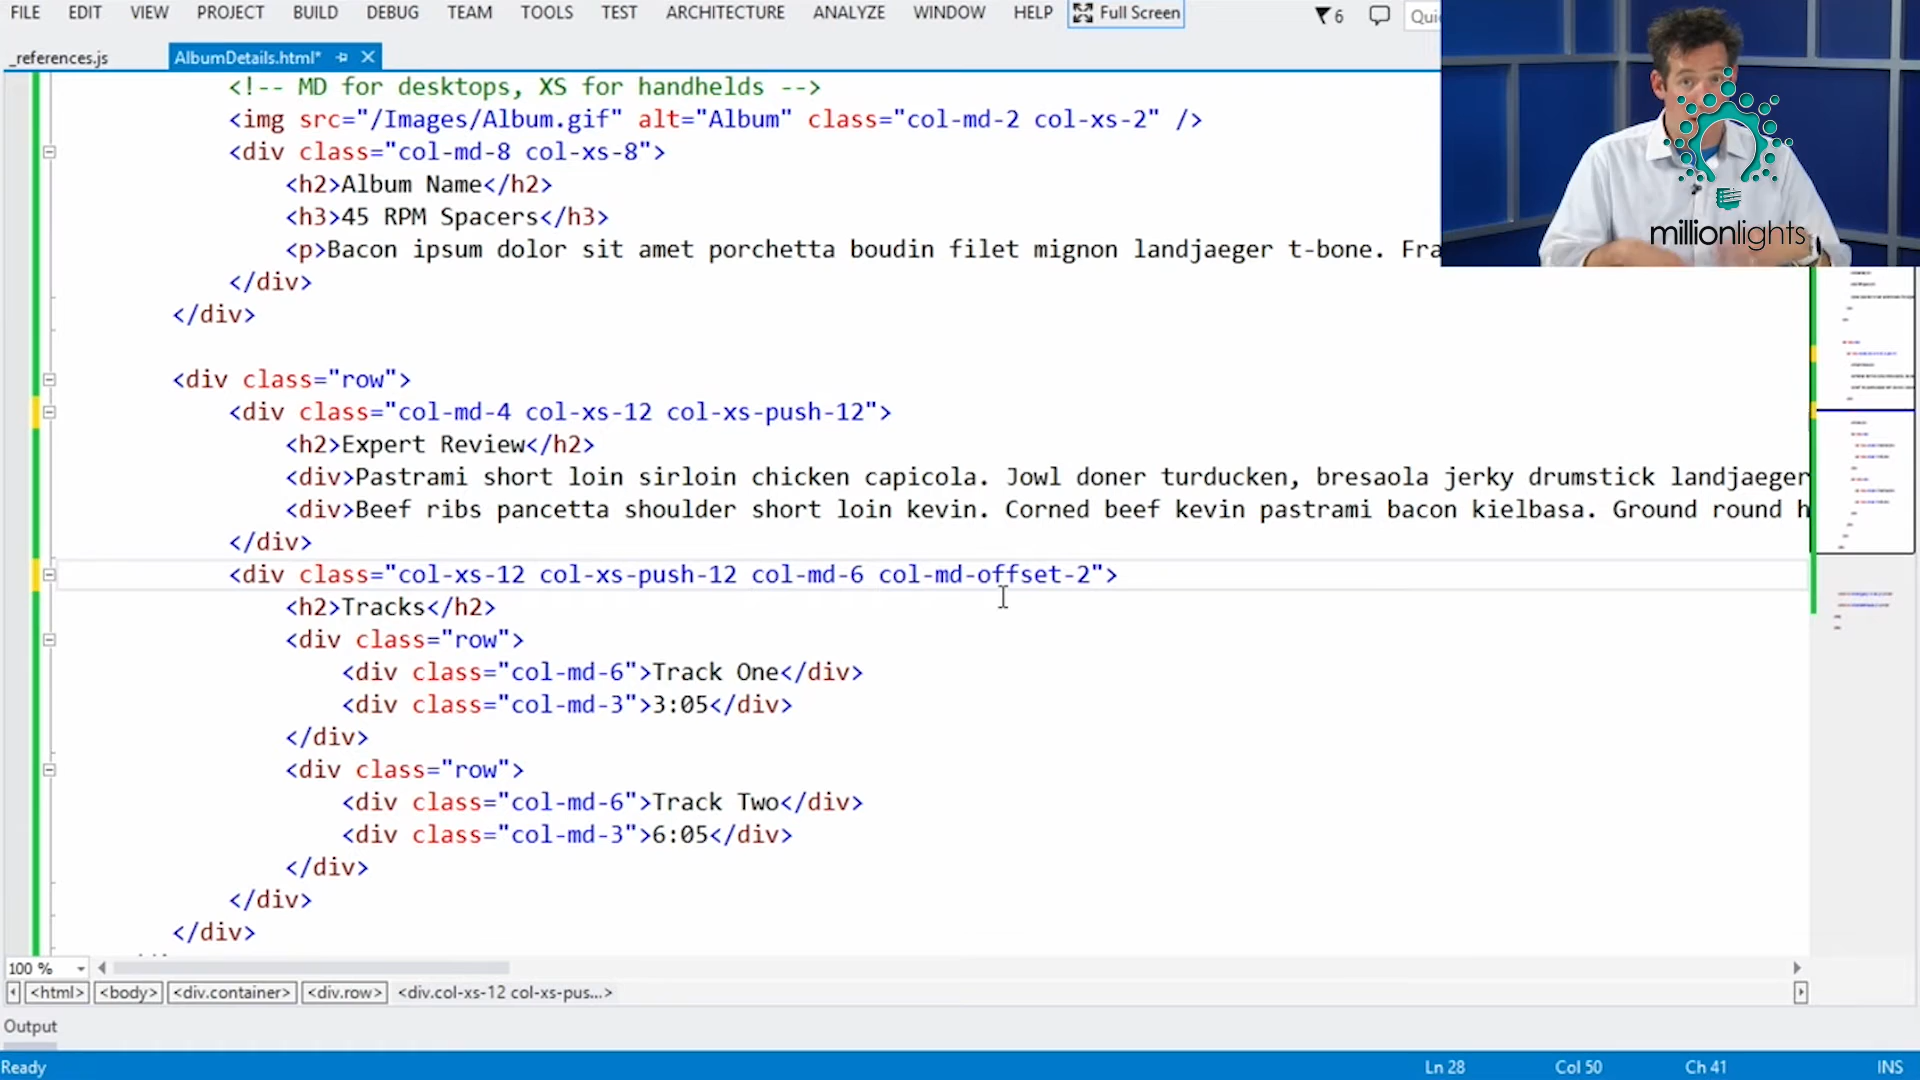 FILE EDIT VIEW PROJECT BUILD DEBUG TEAM TOOLS TEST ARCHITECTURE ANALYZE WINDOW HELP Full Screen 6 Quic
_references.js AlbumDetails.html*
<!-- MD for desktops, XS for handhelds -->
<img src="/Images/Album.gif" alt="Album" class="col-md-2 col-xs-2" />
<div class="col-md-8 col-xs-8">
<h2>Album Name</h2>
<h3>45 RPM Spacers</h3>
<p>Bacon ipsum dolor sit amet porchetta boudin filet mignon landjaeger t-bone. Fra
</div>
</div>
<div class="row">
<div class="col-md-4 col-xs-12 col-xs-push-12">
<h2>Expert Review</h2>
<div>Pastrami short loin sirloin chicken capicola. Jowl doner turducken, bresaola jerky drumstick landjaeger
<div>Beef ribs pancetta shoulder short loin kevin. Corned beef kevin pastrami bacon kielbasa. Ground round h
</div>
<div class="col-xs-12 col-xs-push-12 col-md-6 col-md-offset-2">
<h2>Tracks</h2>
<div class="row">
<div class="col-md-6">Track One</div>
<div class="col-md-3">3:05</div>
</div>
<div class="row">
<div class="col-md-6">Track Two</div>
<div class="col-md-3">6:05</div>
</div>
</div>
</div>
millionlights
100 %
<html> <body> <div.container> <div.row> <div.col-xs-12 col-xs-pus...>
Output
Ready Ln 28 Col 50 Ch 41 INS